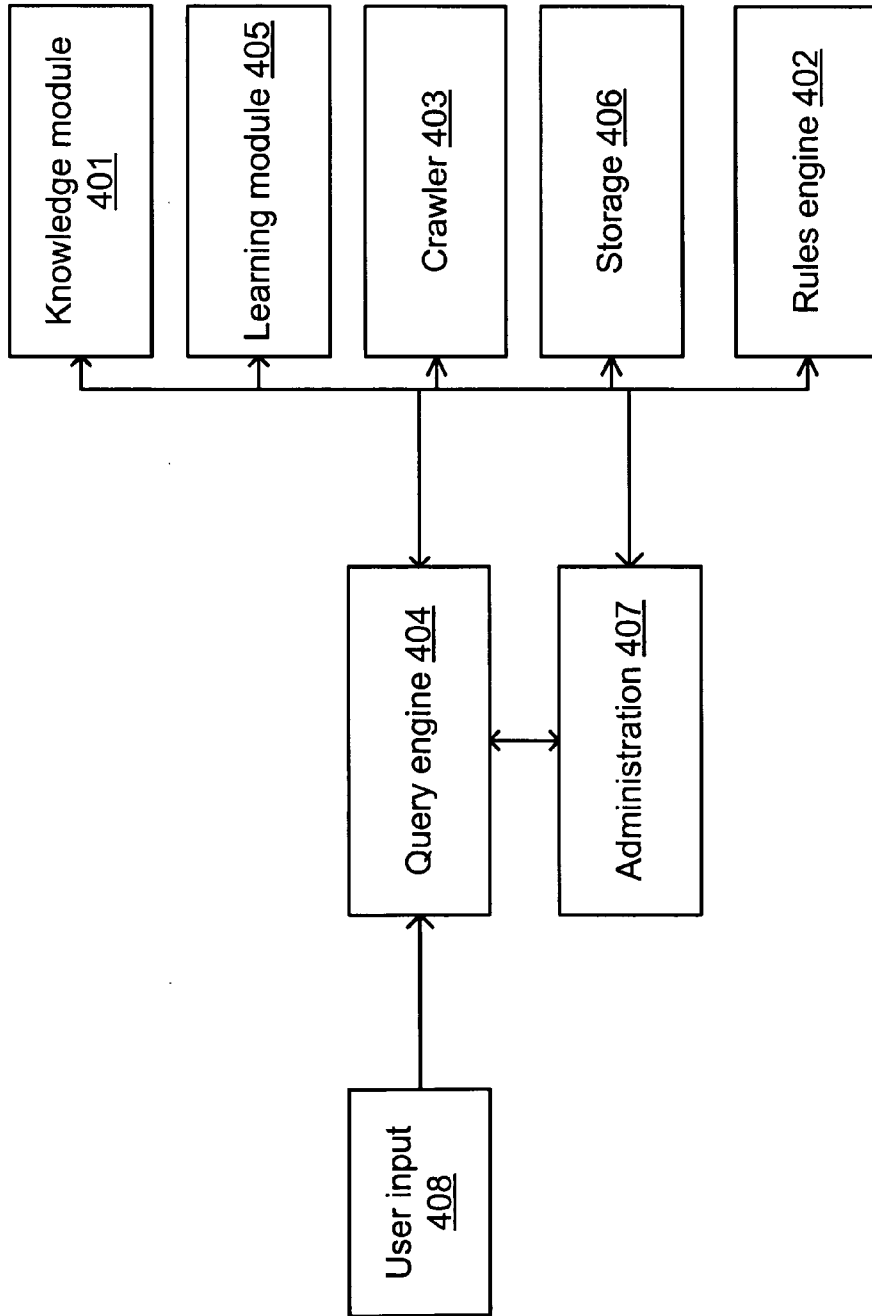 Knowledge module
401
Learning module 405
Crawler 403
Storage 406
Rules engine 402
Query engine 404
Administration 407
User input
408